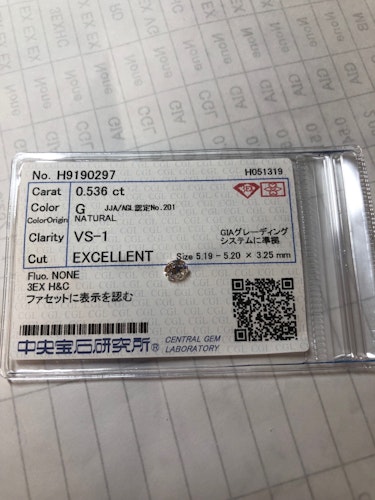 No. H9190297
H051319
Carat 0.536 ct
Color G JJA/AGL認定No.201
ColorOrigin NATURAL
Clarity VS-1
GIAグレーディング
システムに準拠
Cut EXCELLENT Size 5.19 - 5.20 × 3.25 mm
Fluo. NONE
3EX H&C
ファセットに表示を認む
中央宝石研究所® CENTRAL GEM
LABORATORY